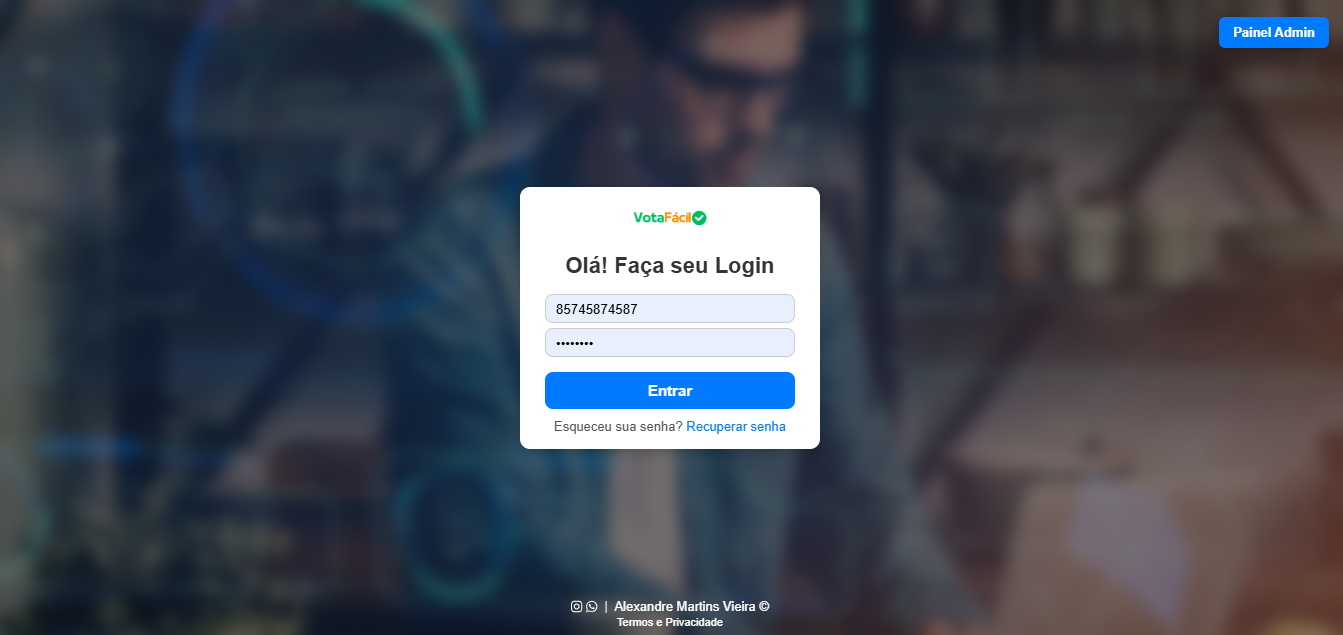 Painel Admin
VotaFácil
Olá! Faça seu Login
85745874587
••••••••
Entrar
Esqueceu sua senha? Recuperar senha
| Alexandre Martins Vieira ©
Termos e Privacidade